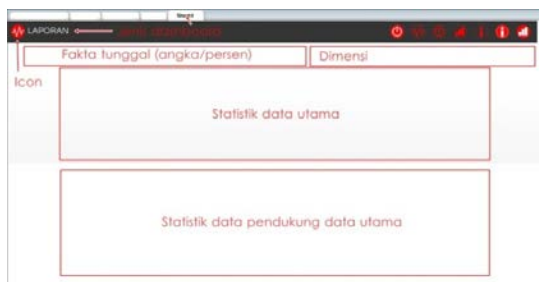 LAPORAN
Fakta tunggal (angka/persen)
Dimensi
Icon
Statistik data utama
Statistik data pendukung data utama